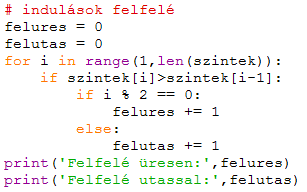 # indulások felfelé
felures = 0
felutas = 0
for i in range(1,len(szintek)):
    if szintek[i]>szintek[i-1]:
        if i % 2 == 0:
            felures += 1
        else:
            felutas += 1
print('Felfelé üresen:',felures)
print('Felfelé utassal:',felutas)